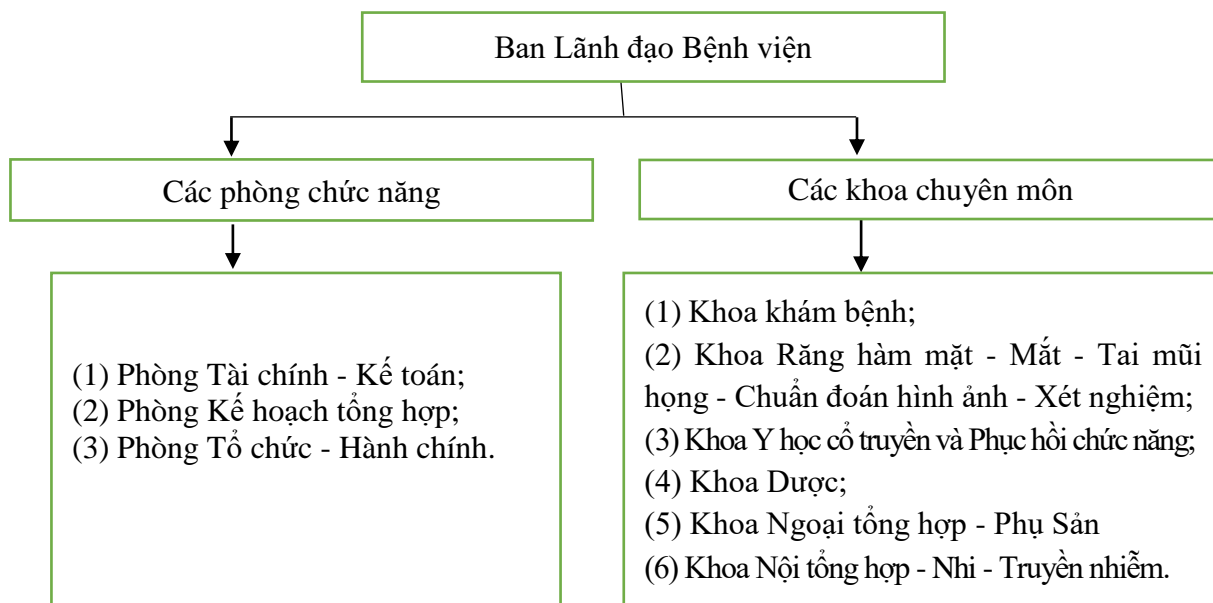 Ban Lãnh đạo Bệnh viện
Các phòng chức năng
Các khoa chuyên môn
(1) Phòng Tài chính - Kế toán;
(2) Phòng Kế hoạch tổng hợp;
(3) Phòng Tổ chức - Hành chính.
(1) Khoa khám bệnh;
(2) Khoa Răng hàm mặt - Mắt - Tai mũi
họng - Chuẩn đoán hình ảnh - Xét nghiệm;
(3) Khoa Y học cổ truyền và Phục hồi chức năng;
(4) Khoa Dược;
(5) Khoa Ngoại tổng hợp - Phụ Sản
(6) Khoa Nội tổng hợp - Nhi - Truyền nhiễm.